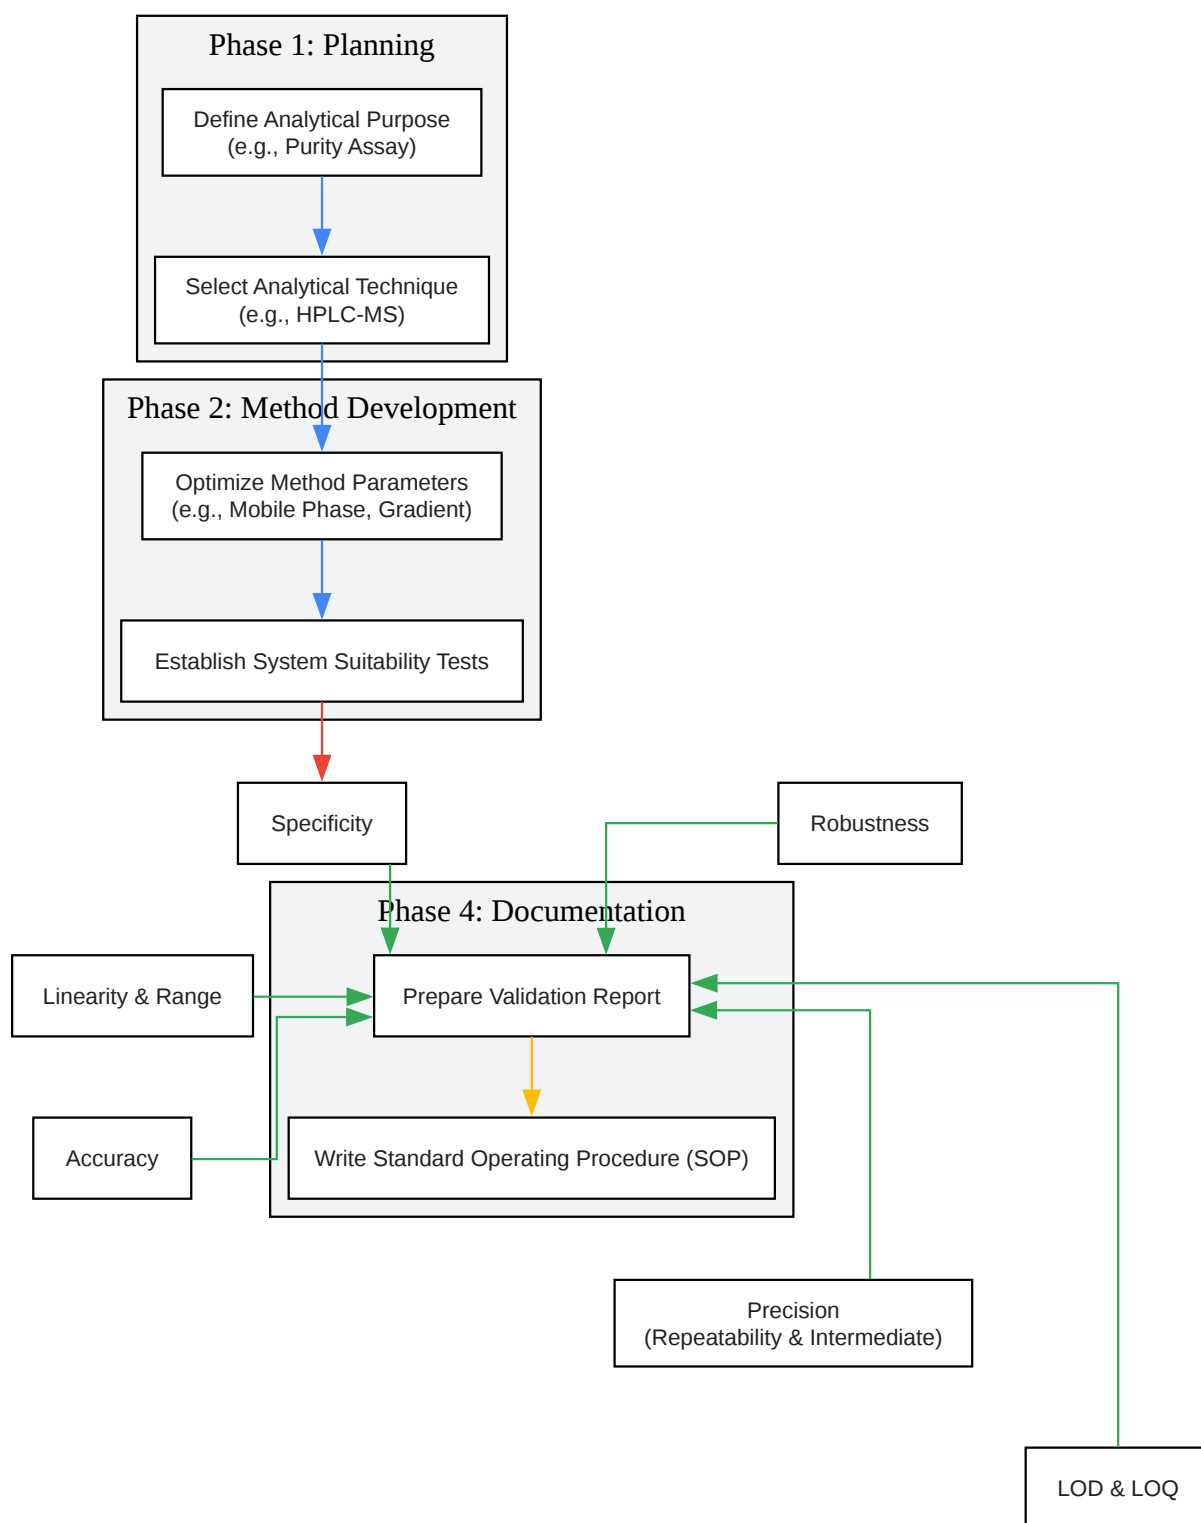 Phase 1: Planning
Define Analytical Purpose
(e.g., Purity Assay)
Select Analytical Technique
(e.g., HPLC-MS)
Phase 2: Method Development
Optimize Method Parameters
(e.g., Mobile Phase, Gradient)
Establish System Suitability Tests
Specificity
Robustness
Phase 4: Documentation
Linearity & Range
Prepare Validation Report
Accuracy
Write Standard Operating Procedure (SOP)
Precision
(Repeatability & Intermediate)
LOD & LOQ